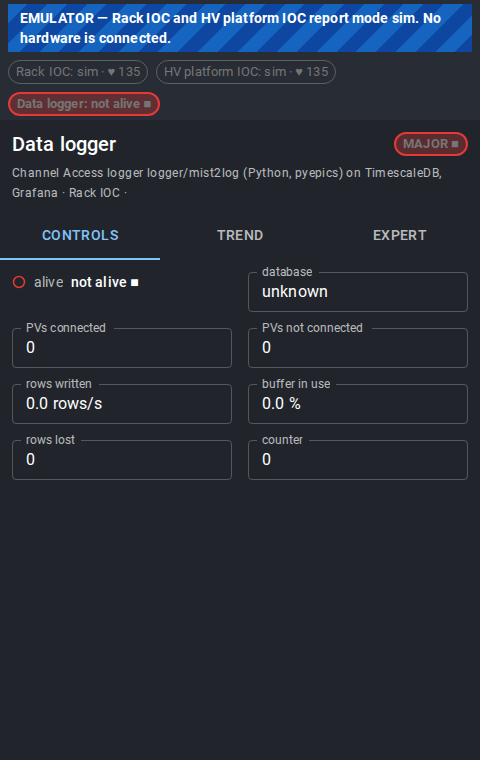 EMULATOR — Rack IOC and HV platform IOC report mode sim. No
hardware is connected.
Rack IOC: sim · ♥ 135
HV platform IOC: sim · ♥ 135
Data logger: not alive ■
Data logger
MAJOR ■
Channel Access logger logger/mist2log (Python, pyepics) on TimescaleDB,
Grafana · Rack IOC ·
CONTROLS
TREND
EXPERT
alive not alive ■
database
unknown
PVs connected
0
PVs not connected
0
rows written
0.0 rows/s
buffer in use
0.0 %
rows lost
0
counter
0